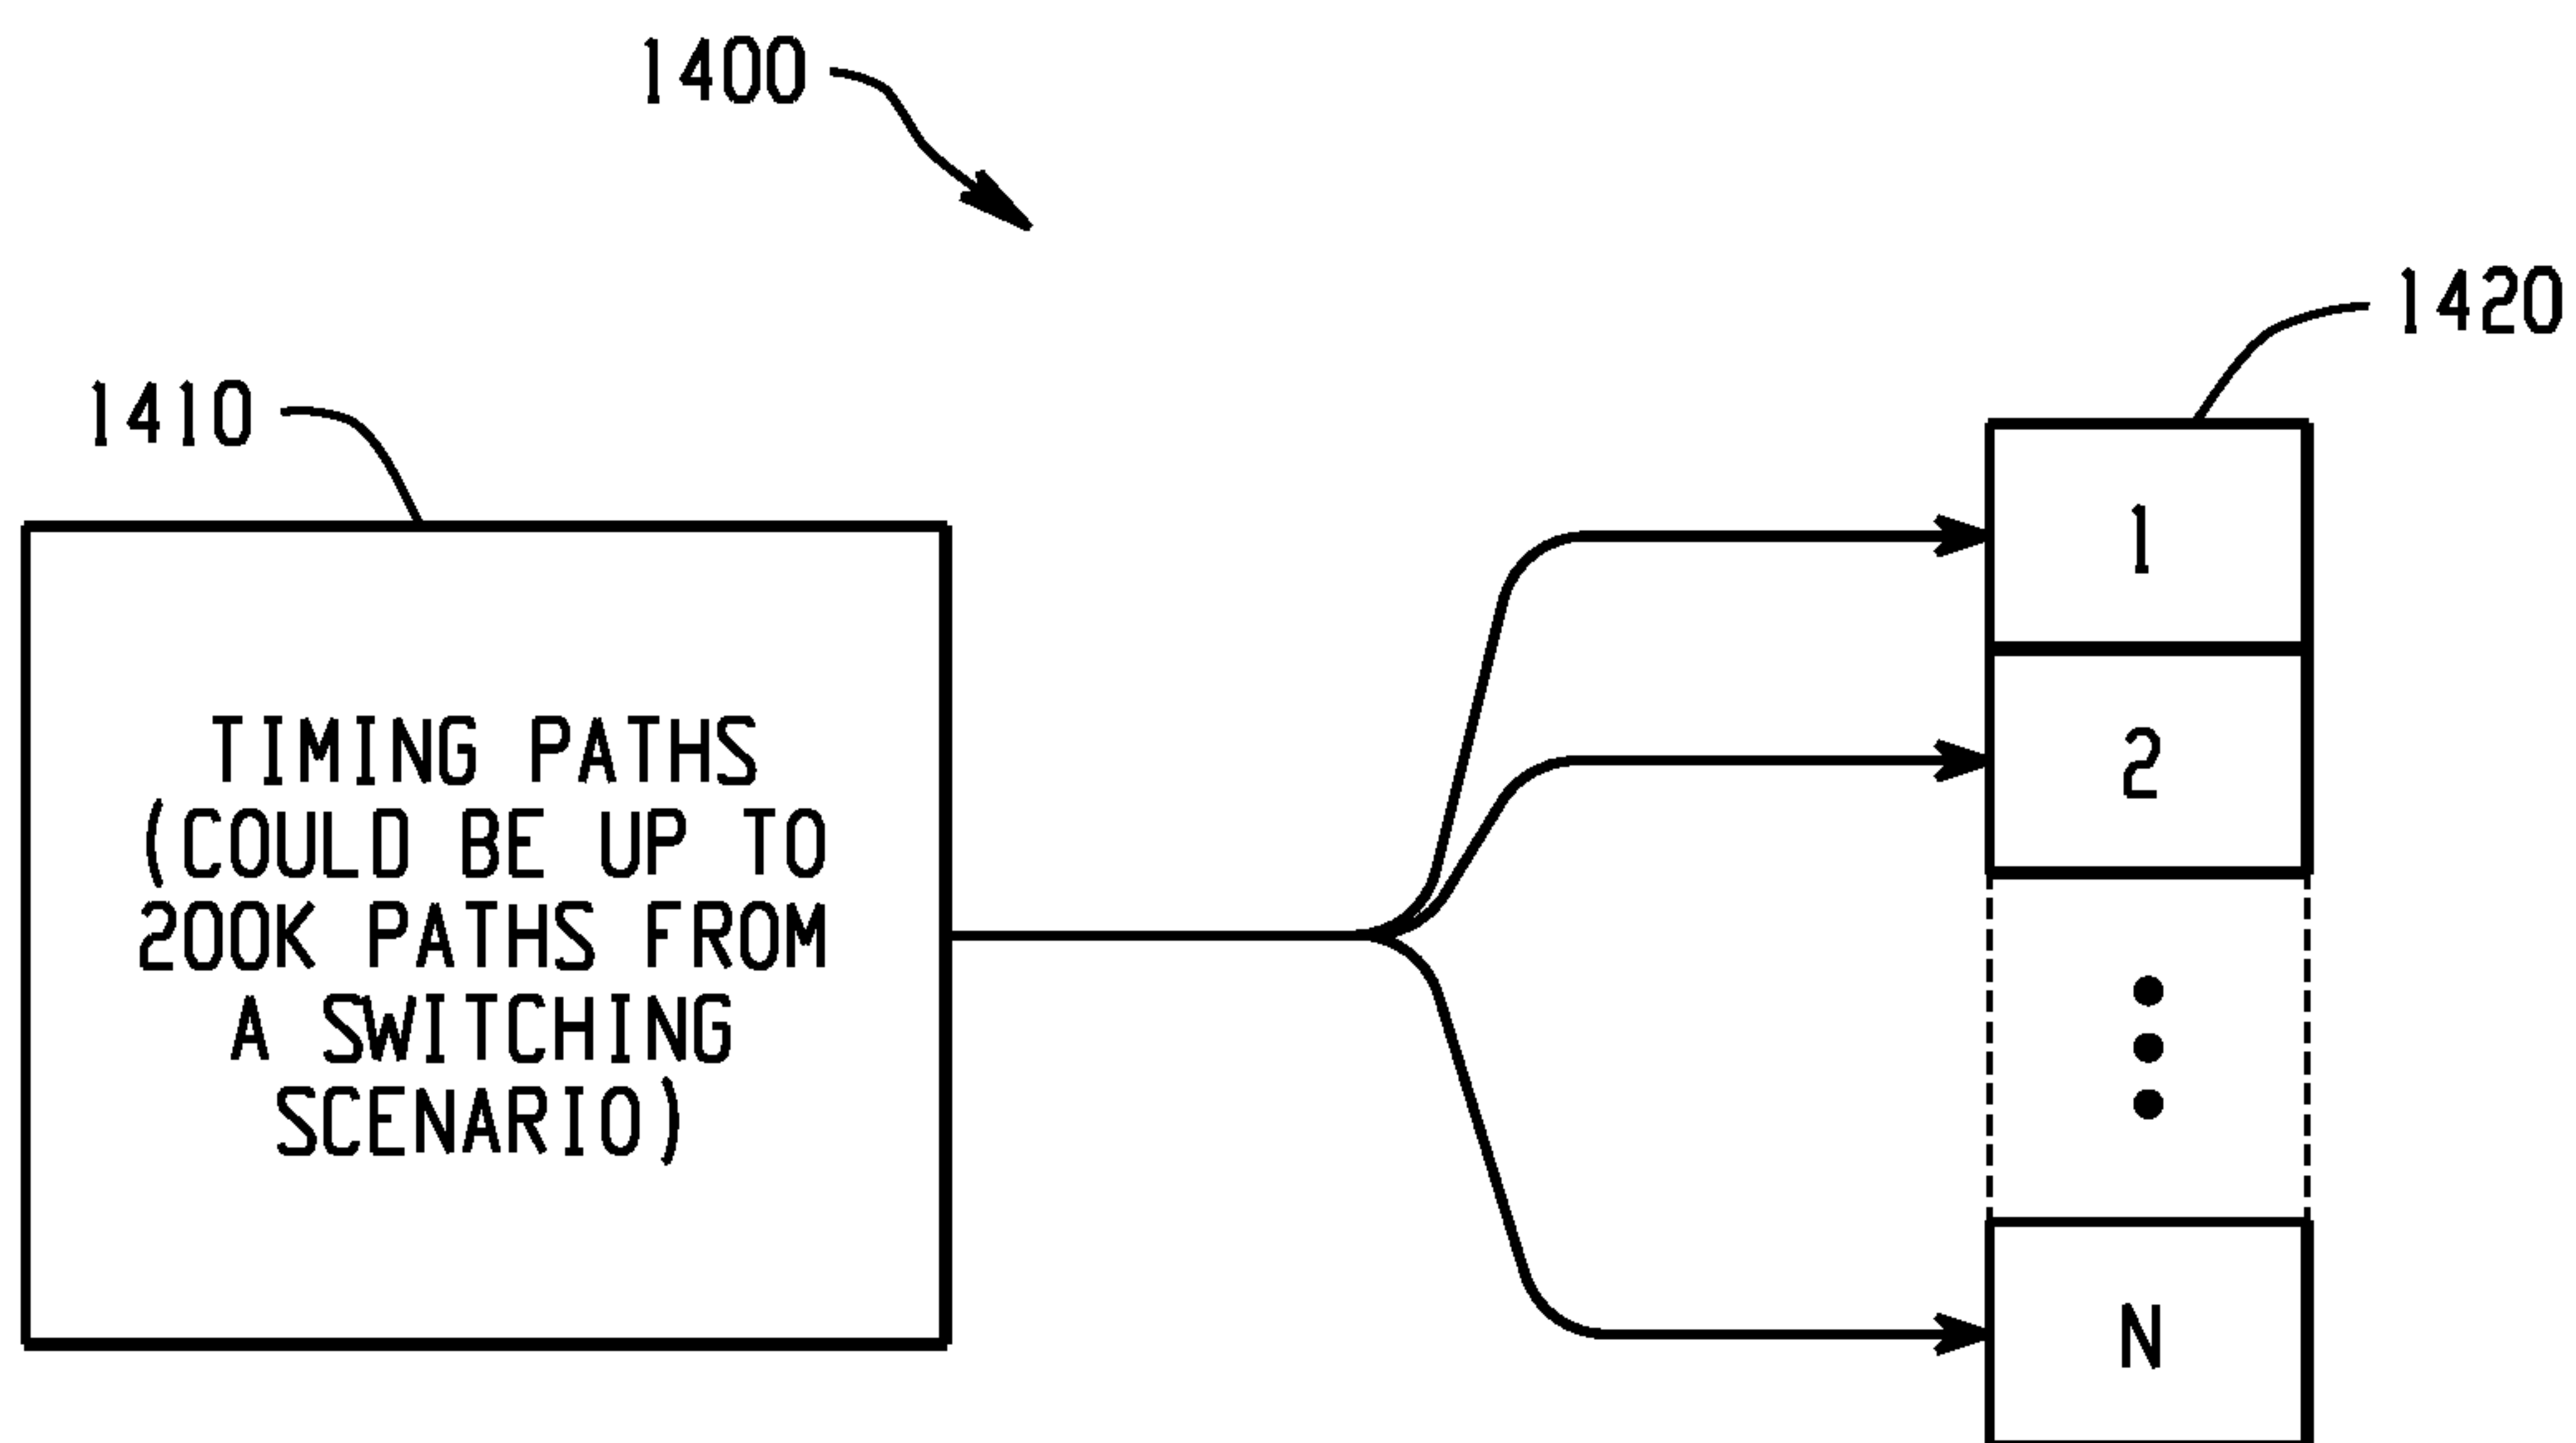 1400
1420
1410
1
TIMING PATHS
2
(COULD BE UP TO
200K PATHS FROM
A SWITCHING
SCENARIO)
N